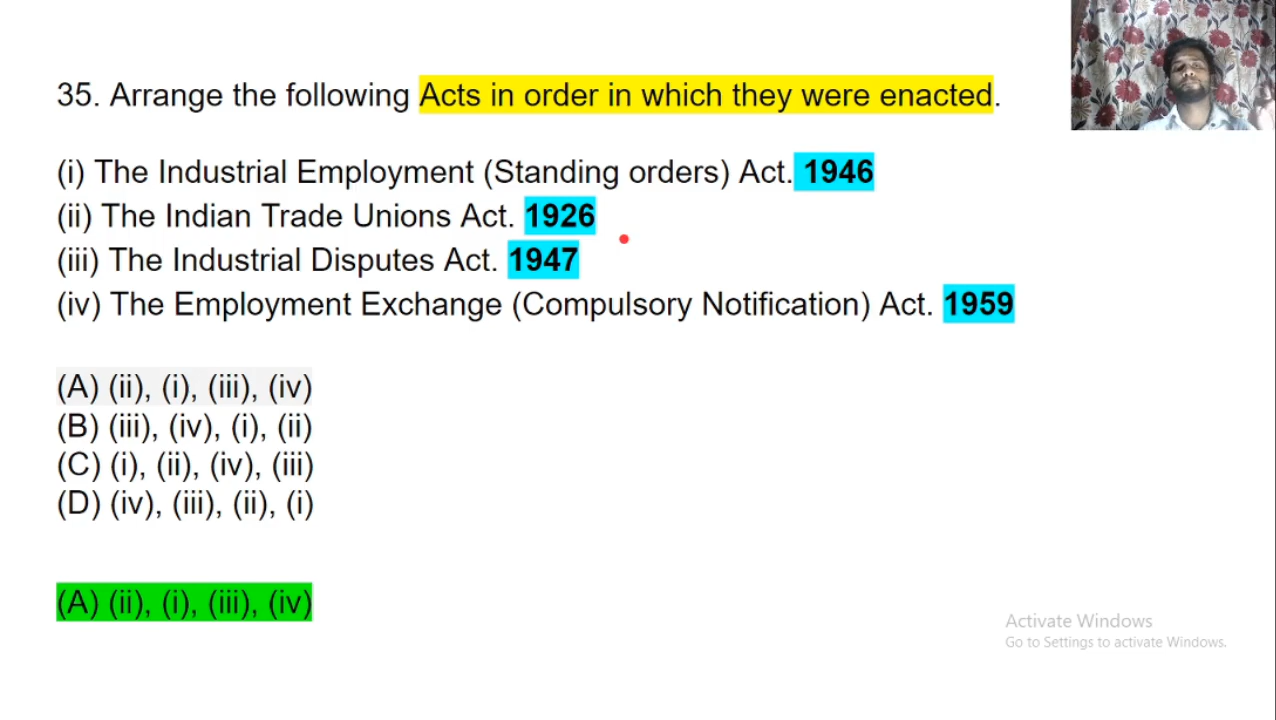 35. Arrange the following Acts in order in which they were enacted.
(i) The Industrial Employment (Standing orders) Act. 1946
(ii) The Indian Trade Unions Act. 1926
(iii) The Industrial Disputes Act. 1947
(iv) The Employment Exchange (Compulsory Notification) Act. 1959
(A) (ii), (i), (iii), (iv)
(B) (iii), (iv), (i), (ii)
(C) (i), (ii), (iv), (iii)
(D) (iv), (iii), (ii), (i)
(A) (ii), (i), (iii), (iv)
Activate Windows
Go to Settings to activate Windows.